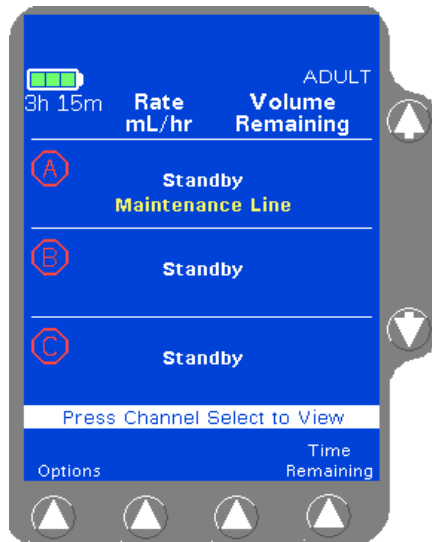 ADULT
3h 15m Rate Volume
mL/hr Remaining
A
Standby
Maintenance Line
B
Standby
C
Standby
Press Channel Select to View
Time
Options Remaining